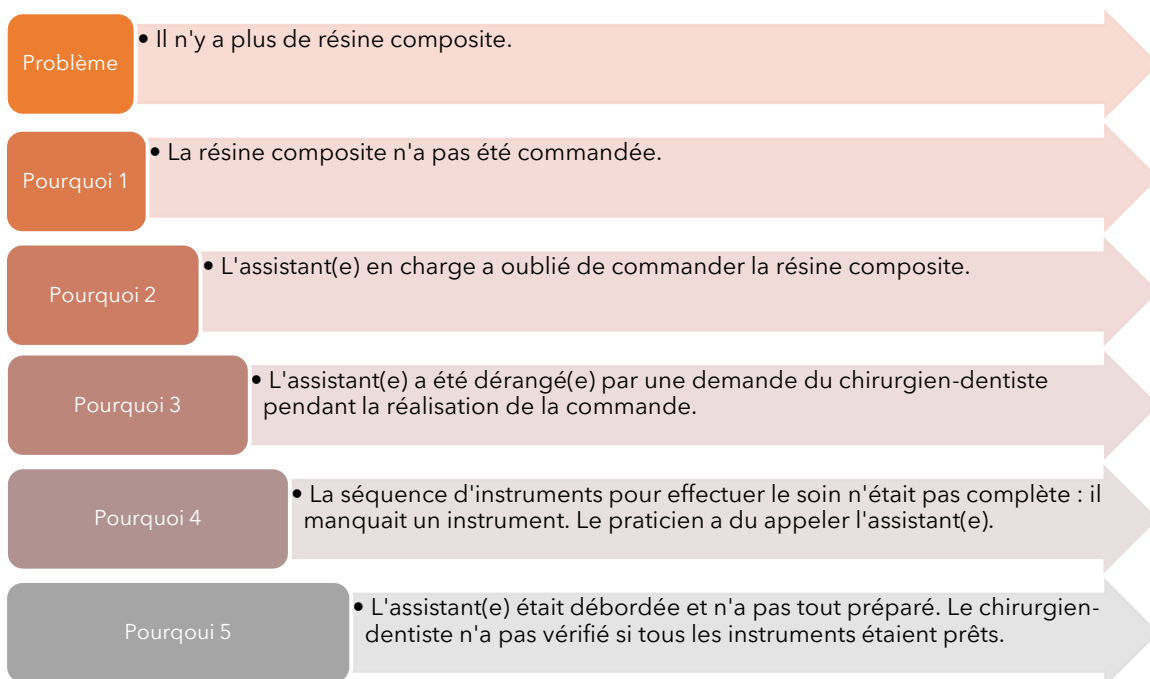 Problème
• Il n'y a plus de résine composite.
Pourquoi 1
• La résine composite n'a pas été commandée.
Pourquoi 2
• L'assistant(e) en charge a oublié de commander la résine composite.
Pourquoi 3
• L'assistant(e) a été dérangé(e) par une demande du chirurgien-dentiste
pendant la réalisation de la commande.
Pourquoi 4
• La séquence d'instruments pour effectuer le soin n'était pas complète : il
manquait un instrument. Le praticien a du appeler l'assistant(e).
Pourqoui 5
• L'assistant(e) était débordée et n'a pas tout préparé. Le chirurgien-
dentiste n'a pas vérifié si tous les instruments étaient prêts.